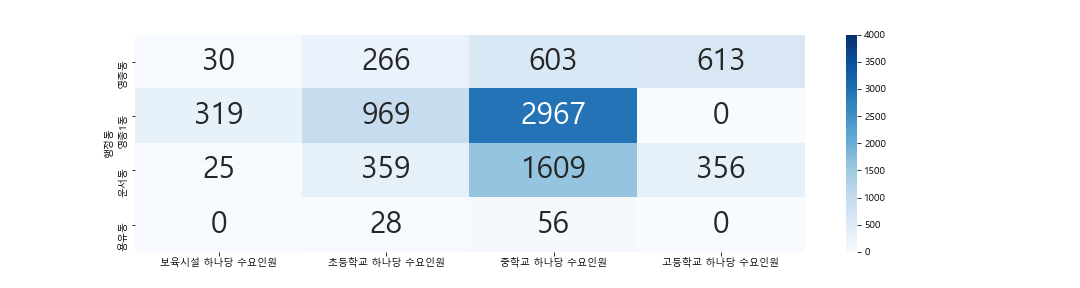 영종동
30 266 603 613
영종1동
319 969 2967 0
행정동
운서동
25 359 1609 356
용유동
0 28 56 0
보육시설 하나당 수요인원 초등학교 하나당 수요인원 중학교 하나당 수요인원 고등학교 하나당 수요인원
4000
3500
3000
2500
2000
1500
1000
500
0